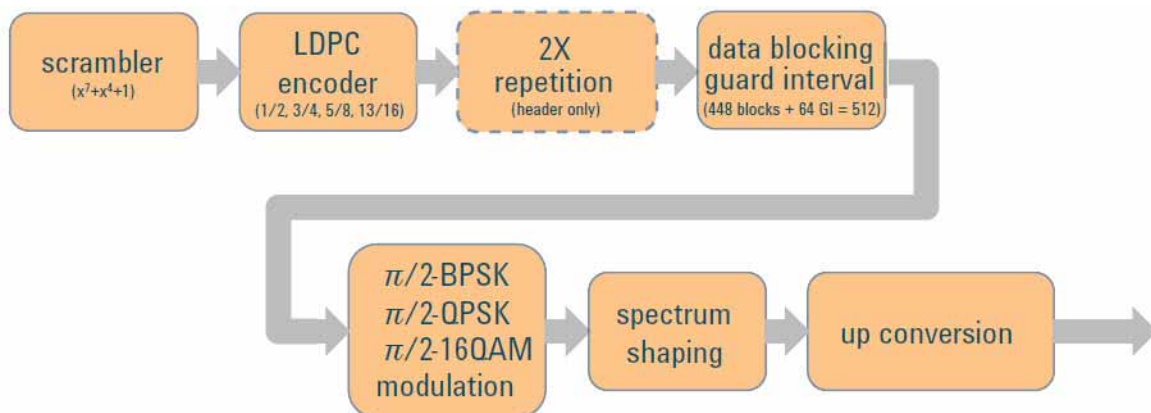 scrambler
(x⁷+x⁴+1)
LDPC
encoder
(1/2, 3/4, 5/8, 13/16)
2X
repetition
(header only)
data blocking
guard interval
(448 blocks + 64 GI = 512)
π/2-BPSK
π/2-QPSK
π/2-16QAM
modulation
spectrum
shaping
up conversion